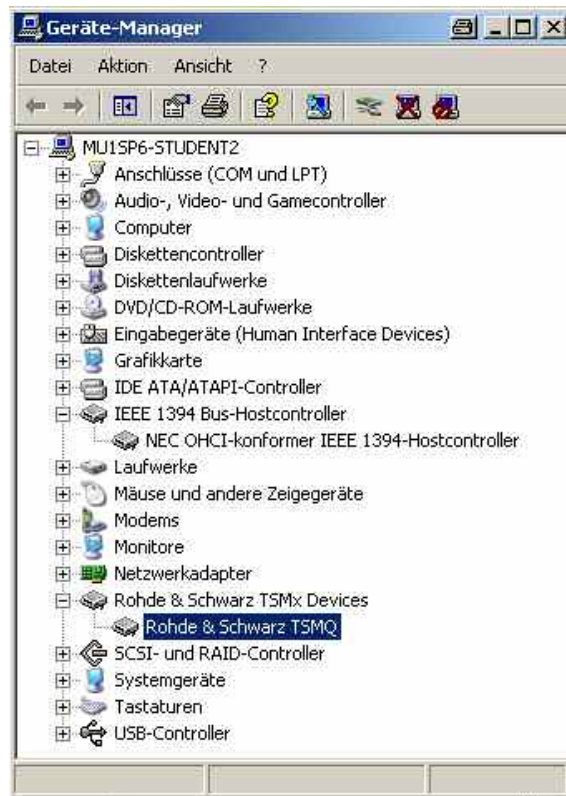 Geräte-Manager
Datei Aktion Ansicht ?
MU1SP6-STUDENT2
Anschlüsse (COM und LPT)
Audio-, Video- und Gamecontroller
Computer
Diskettencontroller
Diskettenlaufwerke
DVD/CD-ROM-Laufwerke
Eingabegeräte (Human Interface Devices)
Grafikkarte
IDE ATA/ATAPI-Controller
IEEE 1394 Bus-Hostcontroller
NEC OHCI-konformer IEEE 1394-Hostcontroller
Laufwerke
Mäuse und andere Zeigegeräte
Modems
Monitore
Netzwerkadapter
Rohde & Schwarz TSMx Devices
Rohde & Schwarz TSMQ
SCSI- und RAID-Controller
Systemgeräte
Tastaturen
USB-Controller